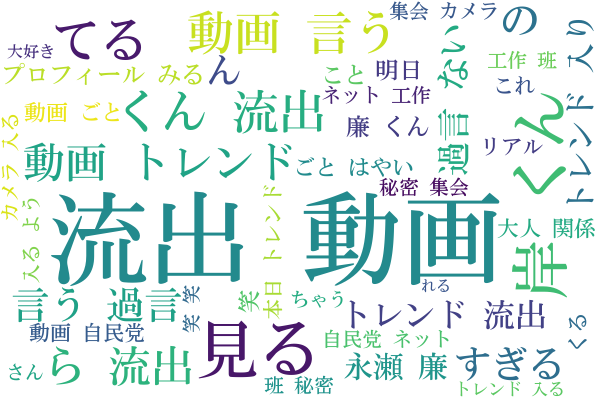 集会 カメラ
の
てる
動画 言う
大好き
工作 班
トレンド 入り
プロフィール みる
ん
こと
明日
ない
これ
過言
動画 ごと
くん 流出
ネット 工作
廉 くん
カメラ 入る
リアル
くん
動画 トレンド
ごと はやい
秘密 集会
流出
動画
トレンド
本日
大人 関係
岸
入る よう
れる
言う 過言
笑 笑
笑
ちゃう
トレンド 流出
くる
動画 自民党
見る
自民党 ネット
さん
ら 流出
永瀬 廉
すぎる
班 秘密
トレンド 入る